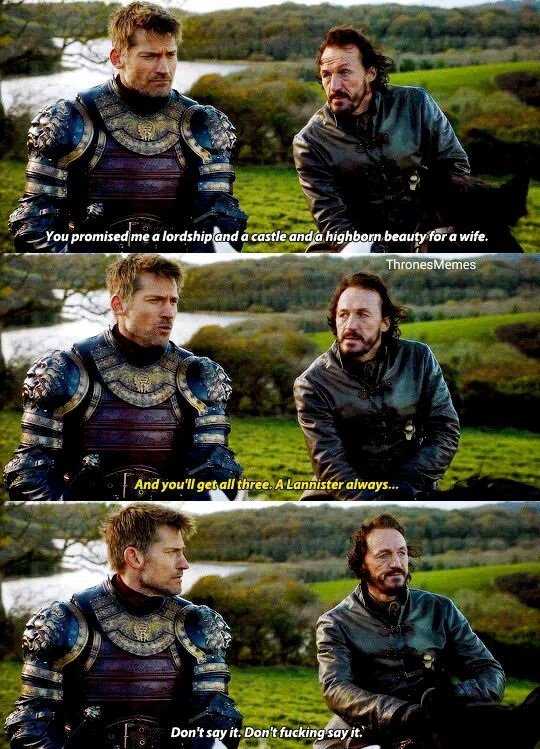 You promised me a lordship and a castle and a highborn beauty for a wife.
ThronesMemes
And you'll get all three. A Lannister always...
Don't say it. Don't fucking say it.